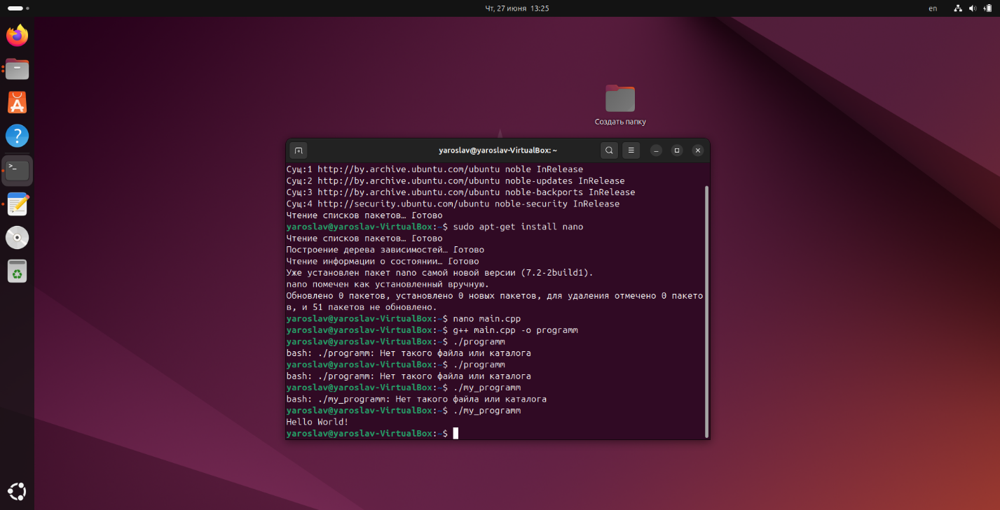 Чт, 27 июня 13:25
en
Создать папку
yaroslav@yaroslav-VirtualBox: ~
Сущ:1 http://by.archive.ubuntu.com/ubuntu noble InRelease
Сущ:2 http://by.archive.ubuntu.com/ubuntu noble-updates InRelease
Сущ:3 http://by.archive.ubuntu.com/ubuntu noble-backports InRelease
Сущ:4 http://security.ubuntu.com/ubuntu noble-security InRelease
Чтение списков пакетов… Готово
yaroslav@yaroslav-VirtualBox:~$ sudo apt-get install nano
Чтение списков пакетов… Готово
Построение дерева зависимостей… Готово
Чтение информации о состоянии… Готово
Уже установлен пакет nano самой новой версии (7.2-2build1).
nano помечен как установленный вручную.
Обновлено 0 пакетов, установлено 0 новых пакетов, для удаления отмечено 0 пакето
в, и 51 пакетов не обновлено.
yaroslav@yaroslav-VirtualBox:~$ nano main.cpp
yaroslav@yaroslav-VirtualBox:~$ g++ main.cpp -o programm
yaroslav@yaroslav-VirtualBox:~$ ./programm
bash: ./programm: Нет такого файла или каталога
yaroslav@yaroslav-VirtualBox:~$ ./programm
bash: ./programm: Нет такого файла или каталога
yaroslav@yaroslav-VirtualBox:~$ ./my_programm
bash: ./my_programm: Нет такого файла или каталога
yaroslav@yaroslav-VirtualBox:~$ ./my_programm
Hello World!
yaroslav@yaroslav-VirtualBox:~$